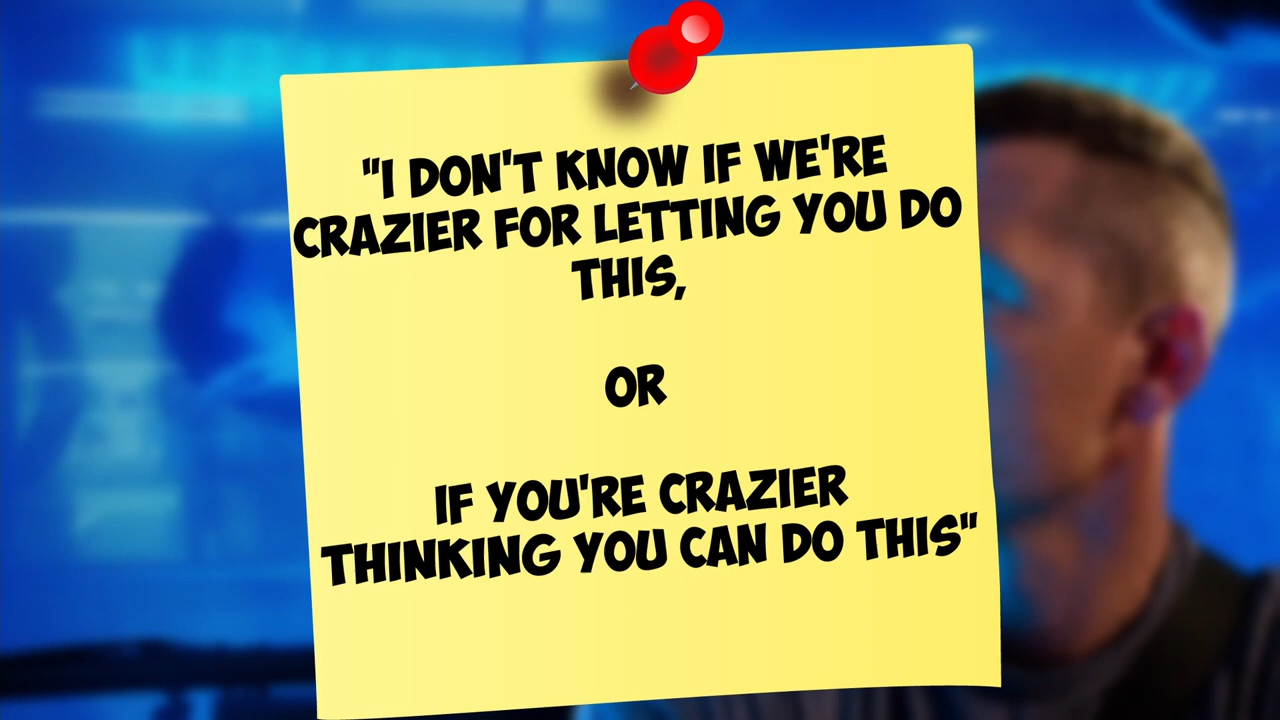 "I DON'T KNOW IF WE'RE
CRAZIER FOR LETTING YOU DO
THIS,
OR
IF YOU'RE CRAZIER
THINKING YOU CAN DO THIS"